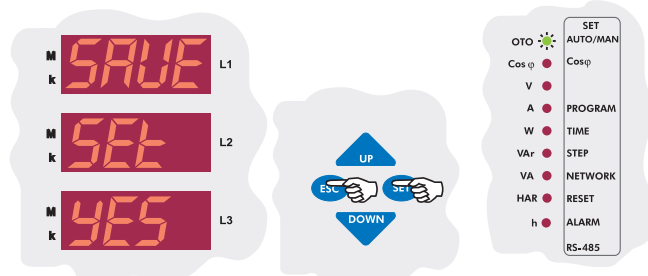 M
k
SAVE
L1
M
k
SEt
L2
M
k
YES
L3
UP
ESC
SET
DOWN
SET
OTO AUTO/MAN
Cos φ Cosφ
V
A PROGRAM
W TIME
VAr STEP
VA NETWORK
HAR RESET
h ALARM
RS-485